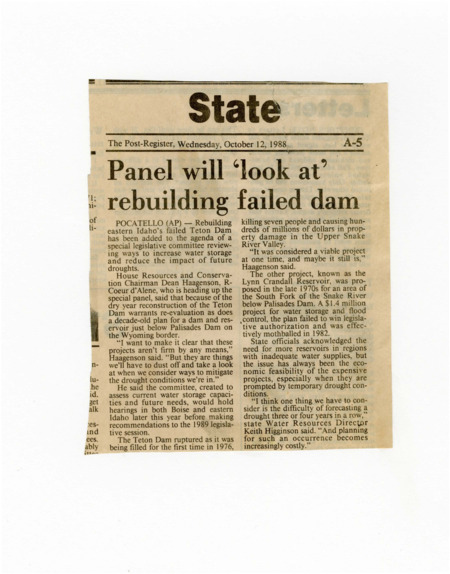 State
The Post-Register, Wednesday, October 12, 1988 A-5
Panel will ‘look at’
rebuilding failed dam
POCATELLO (AP) — Rebuilding
eastern Idaho's failed Teton Dam
has been added to the agenda of a
special legislative committee review-
ing ways to increase water storage
and reduce the impact of future
droughts.
House Resources and Conserva-
tion Chairman Dean Haagenson, R-
Coeur d'Alene, who is heading up the
special panel, said that because of the
dry year reconstruction of the Teton
Dam warrants re-evaluation as does
a decade-old plan for a dam and res-
ervoir just below Palisades Dam on
the Wyoming border.
"I want to make it clear that these
projects aren't firm by any means,"
Haagenson said. "But they are things
we'll have to dust off and take a look
at when we consider ways to mitigate
the drought conditions we're in."
He said the committee, created to
assess current water storage capaci-
ties and future needs, would hold
hearings in both Boise and eastern
Idaho later this year before making
recommendations to the 1989 legisla-
tive session.
The Teton Dam ruptured as it was
being filled for the first time in 1976,
killing seven people and causing hun-
dreds of millions of dollars in prop-
erty damage in the Upper Snake
River Valley.
"It was considered a viable project
at one time, and maybe it still is,"
Haagenson said.
The other project, known as the
Lynn Crandall Reservoir, was pro-
posed in the late 1970s for an area of
the South Fork of the Snake River
below Palisades Dam. A $1.4 million
project for water storage and flood
control, the plan failed to win legisla-
tive authorization and was effec-
tively mothballed in 1982.
State officials acknowledged the
need for more reservoirs in regions
with inadequate water supplies, but
the issue has always been the eco-
nomic feasibility of the expensive
projects, especially when they are
prompted by temporary drought con-
ditions.
"I think one thing we have to con-
sider is the difficulty of forecasting a
drought three or four years in a row,"
state Water Resources Director
Keith Higginson said. "And planning
for such an occurrence becomes
increasingly costly."